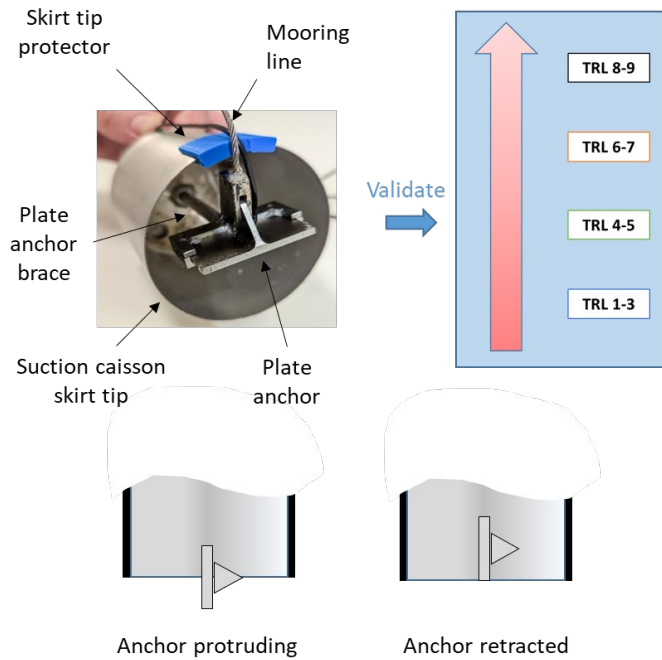 Skirt tip
protector
Mooring
line
Plate
anchor
brace
Suction caisson
skirt tip
Plate
anchor
Validate
TRL 8-9
TRL 6-7
TRL 4-5
TRL 1-3
Anchor protruding
Anchor retracted